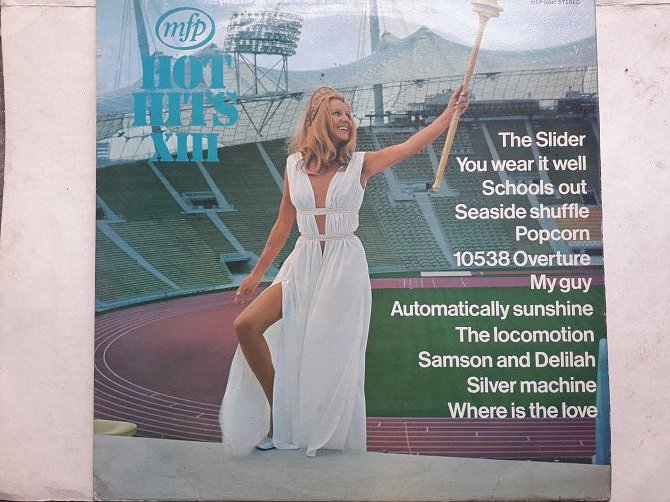 mfp
HOT
HITS
XIII
The Slider
You wear it well
Schools out
Seaside shuffle
Popcorn
10538 Overture
My guy
Automatically sunshine
The locomotion
Samson and Delilah
Silver machine
Where is the love